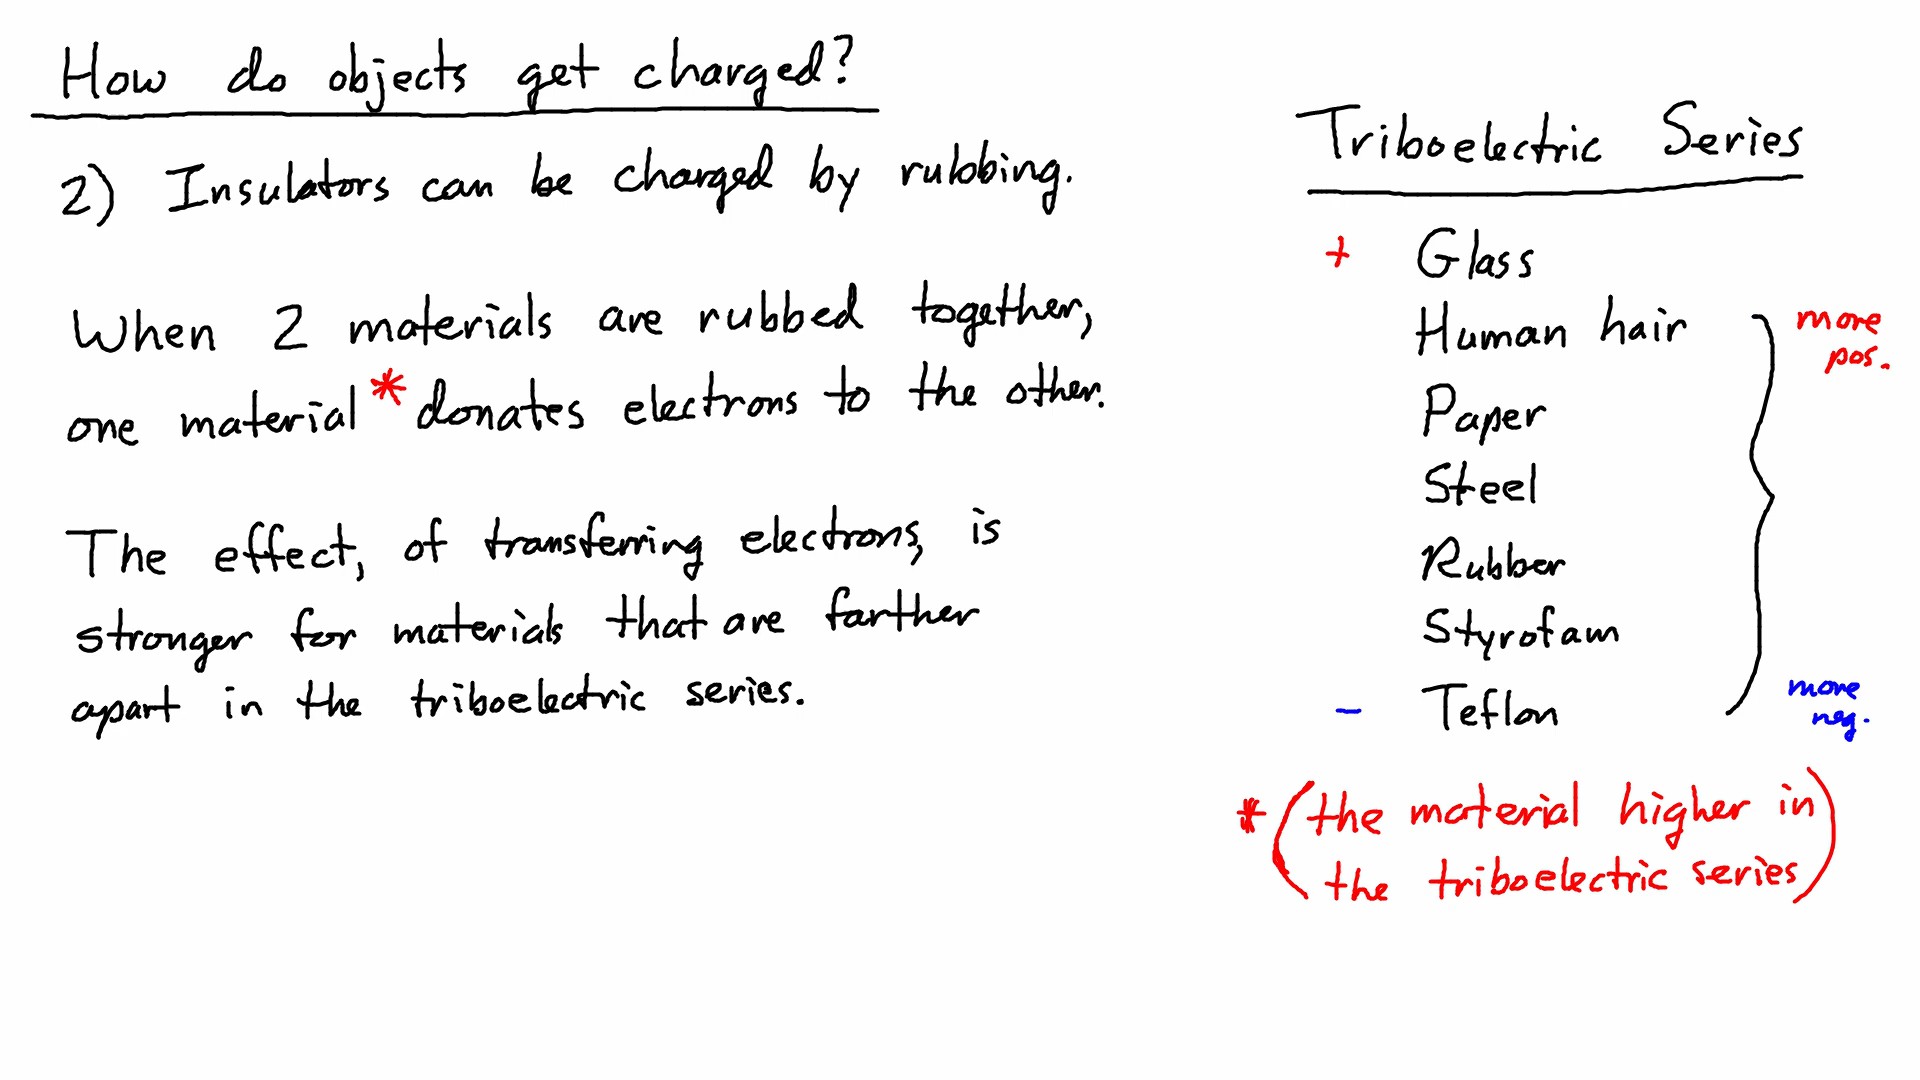 How do objects get charged?
2) Insulators can be charged by rubbing.
When 2 materials are rubbed together,
one material * donates electrons to the other.
The effect, of transferring electrons, is
stronger for materials that are farther
apart in the triboelectric series.
Triboelectric Series
+ Glass
Human hair
more
pos.
Paper
Steel
Rubber
Styrofam
- Teflon
more
neg.
* (the material higher in
the triboelectric series)